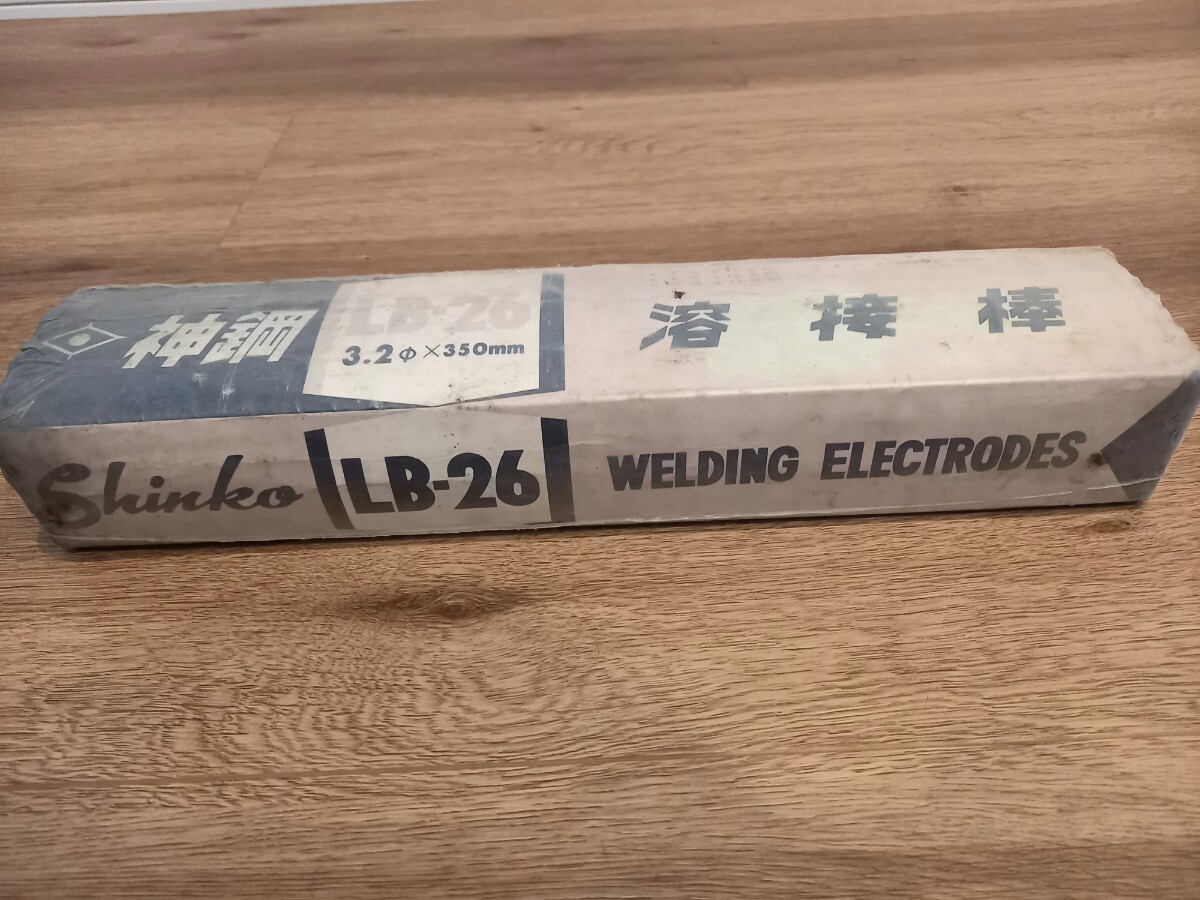 神鋼
LB-26
3.2φ×350mm
溶接棒
Shinko
LB-26
WELDING ELECTRODES